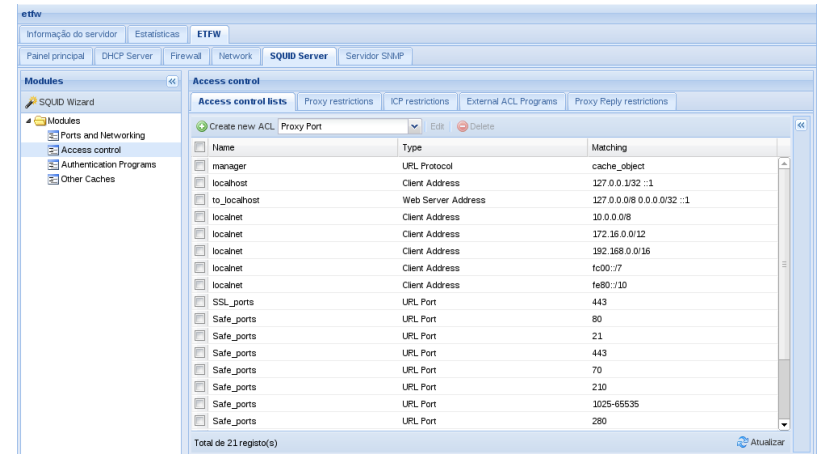 etfw
Informação do servidor Estatísticas ETFW
Painel principal DHCP Server Firewall Network SQUID Server Servidor SNMP
Modules
SQUID Wizard
Modules
Ports and Networking
Access control
Authentication Programs
Other Caches
Access control
Access control lists Proxy restrictions ICP restrictions External ACL Programs Proxy Reply restrictions
Create new ACL Proxy Port Edit Delete
Name Type Matching
manager URL Protocol cache_object
localhost Client Address 127.0.0.1/32 ::1
to_localhost Web Server Address 127.0.0.0/8 0.0.0.0/32 ::1
localnet Client Address 10.0.0.0/8
localnet Client Address 172.16.0.0/12
localnet Client Address 192.168.0.0/16
localnet Client Address fc00::/7
localnet Client Address fe80::/10
SSL_ports URL Port 443
Safe_ports URL Port 80
Safe_ports URL Port 21
Safe_ports URL Port 443
Safe_ports URL Port 70
Safe_ports URL Port 210
Safe_ports URL Port 1025-65535
Safe_ports URL Port 280
Total de 21 registo(s) Atualizar